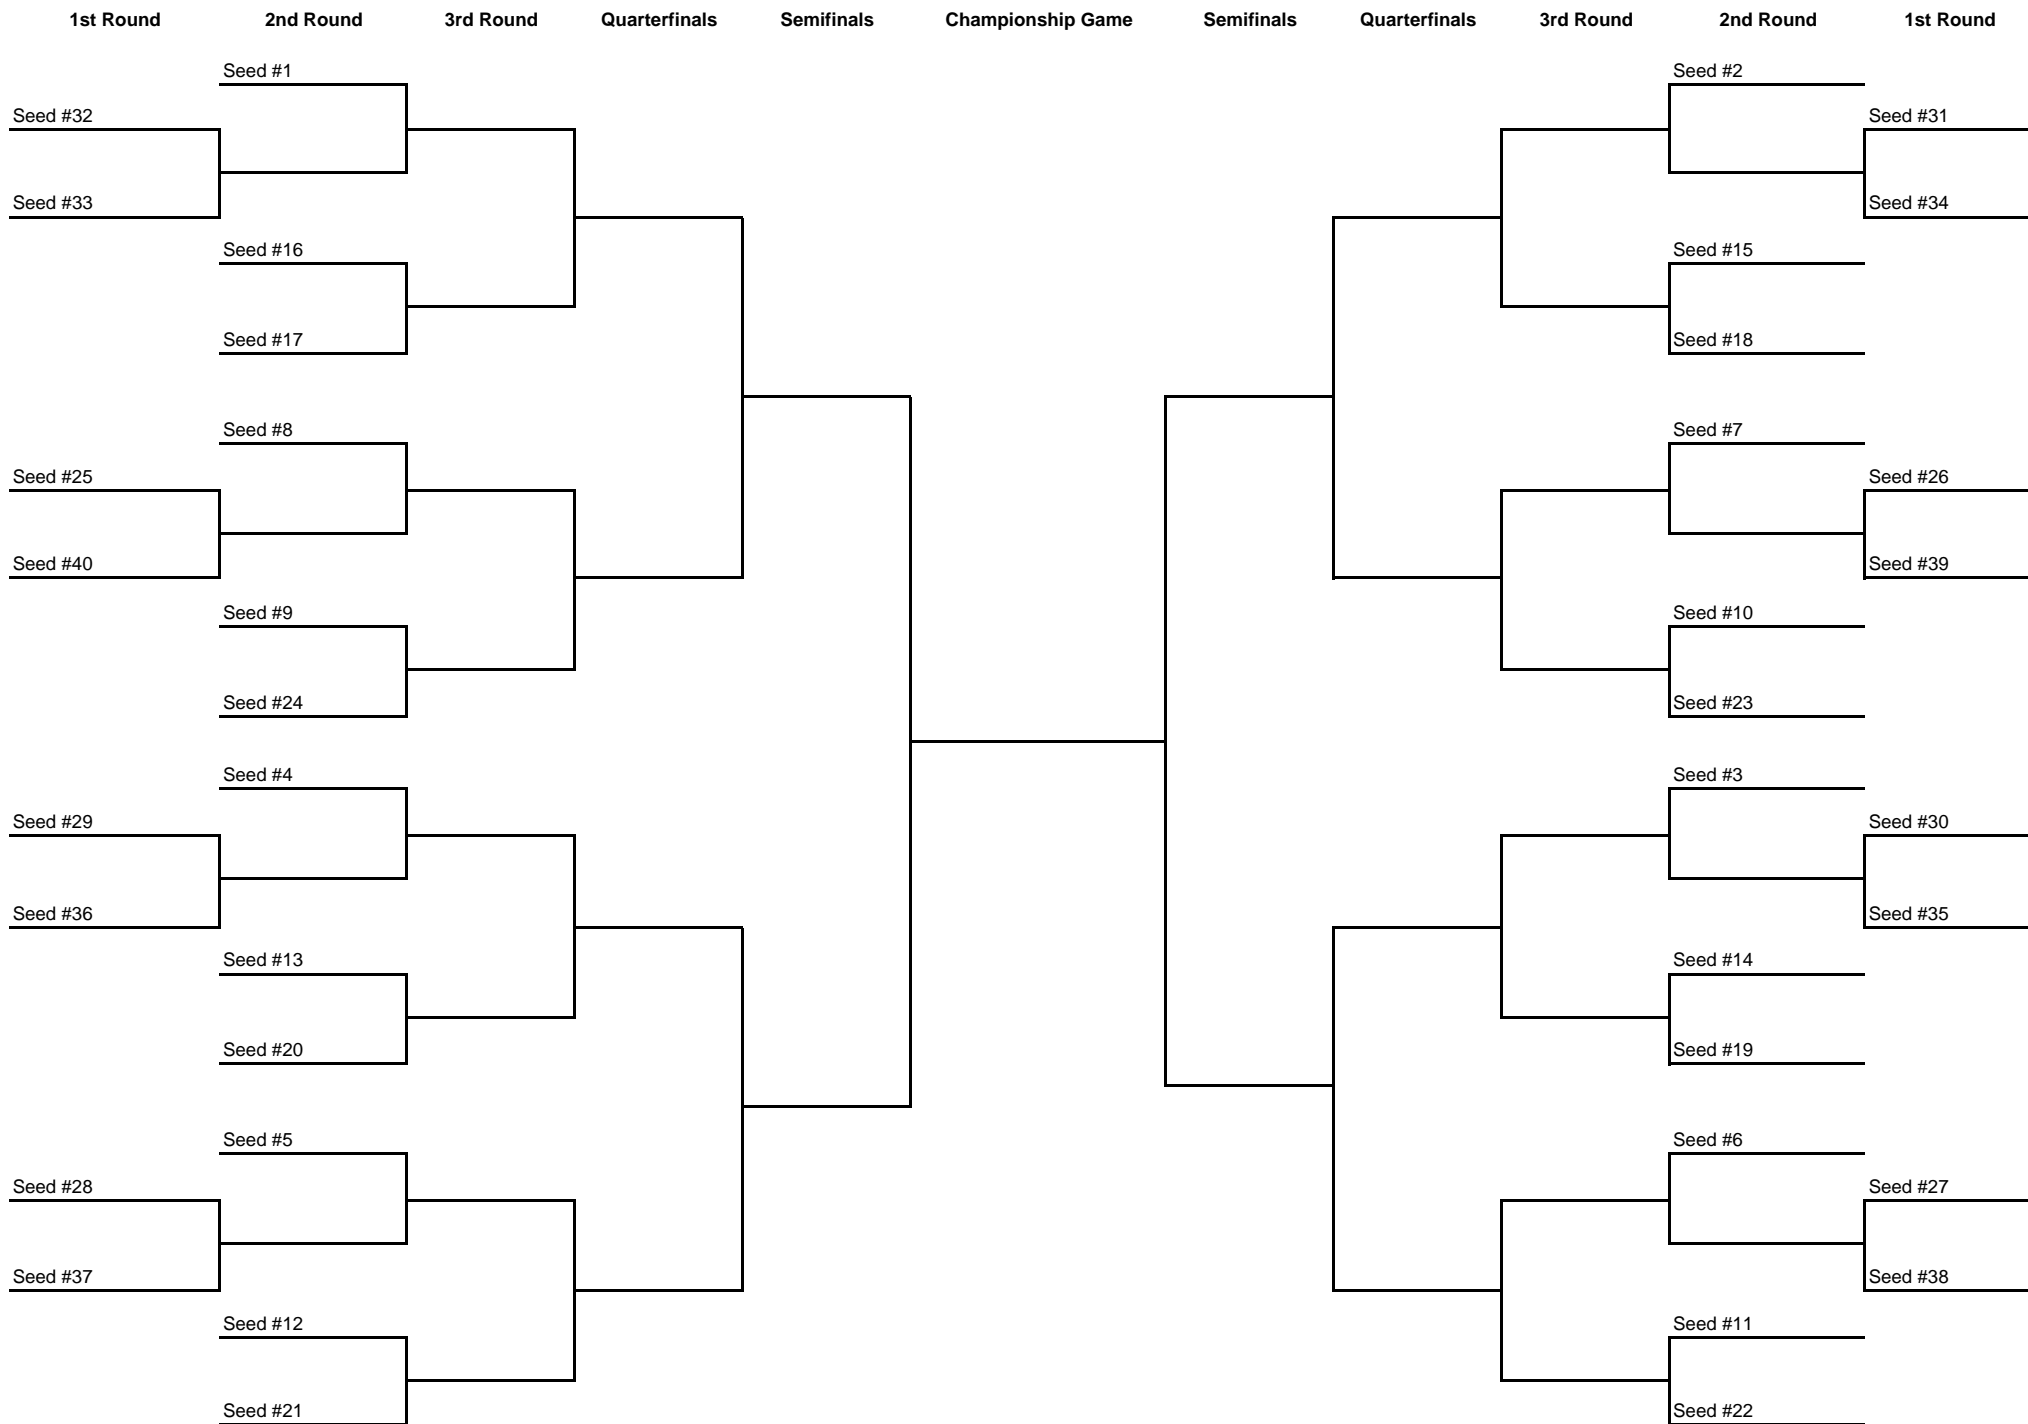 1st Round 2nd Round 3rd Round Quarterfinals Semifinals Championship Game Semifinals Quarterfinals 3rd Round 2nd Round 1st Round
Seed #1 Seed #2
Seed #32 Seed #31
Seed #33 Seed #34
Seed #16 Seed #15
Seed #17 Seed #18
Seed #8 Seed #7
Seed #25 Seed #26
Seed #40 Seed #39
Seed #9 Seed #10
Seed #24 Seed #23
Seed #4 Seed #3
Seed #29 Seed #30
Seed #36 Seed #35
Seed #13 Seed #14
Seed #20 Seed #19
Seed #5 Seed #6
Seed #28 Seed #27
Seed #37 Seed #38
Seed #12 Seed #11
Seed #21 Seed #22